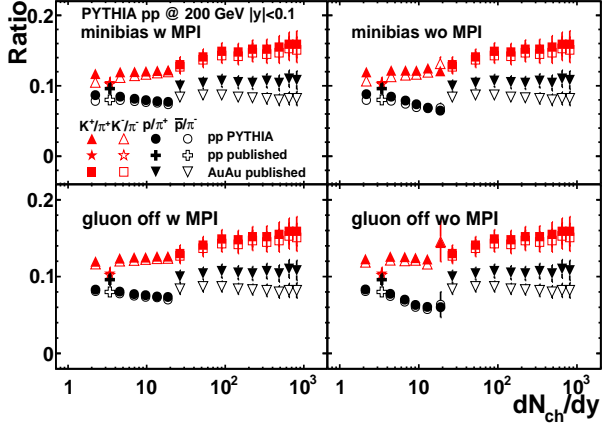 Ratio
PYTHIA pp @ 200 GeV |y|<0.1
minibias w MPI
minibias wo MPI
0.2
0.1
0
K⁺/π⁺ K⁻/π⁻ p/π⁺ p̅/π⁻
pp PYTHIA
pp published
AuAu published
gluon off w MPI
gluon off wo MPI
0.2
0.1
0
1 10 10² 10³
1 10 10² 10³
dN_ch/dy